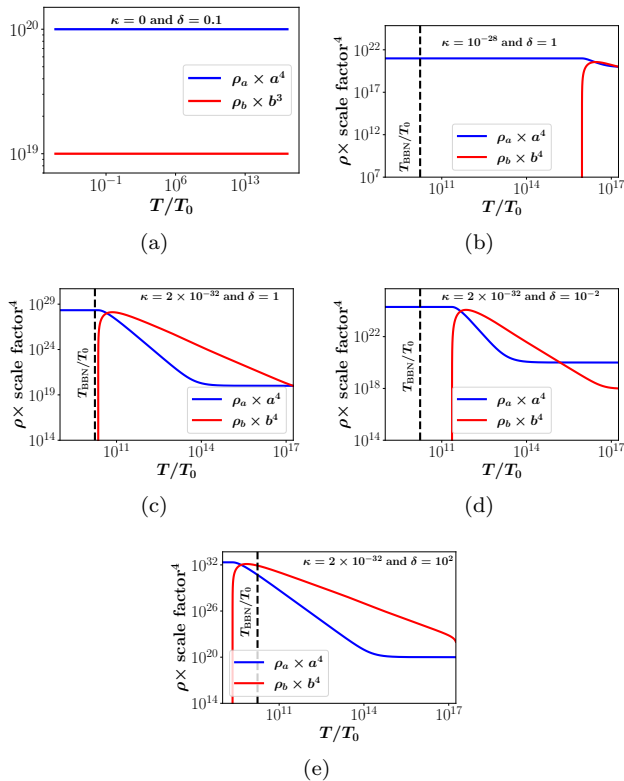 κ = 0 and δ = 0.1
10^20
10^19
ρ_a × a^4
ρ_b × b^3
10^-1
10^6
10^13
T/T_0
(a)
κ = 10^-28 and δ = 1
ρ× scale factor^4
10^22
10^17
10^12
10^7
T_BBN/T_0
ρ_a × a^4
ρ_b × b^4
10^11
10^14
10^17
T/T_0
(b)
κ = 2 × 10^-32 and δ = 1
ρ× scale factor^4
10^29
10^24
10^19
10^14
T_BBN/T_0
ρ_a × a^4
ρ_b × b^4
10^11
10^14
10^17
T/T_0
(c)
κ = 2 × 10^-32 and δ = 10^-2
ρ× scale factor^4
10^22
10^18
10^14
T_BBN/T_0
ρ_a × a^4
ρ_b × b^4
10^11
10^14
10^17
T/T_0
(d)
κ = 2 × 10^-32 and δ = 10^2
ρ× scale factor^4
10^32
10^26
10^20
10^14
T_BBN/T_0
ρ_a × a^4
ρ_b × b^4
10^11
10^14
10^17
T/T_0
(e)